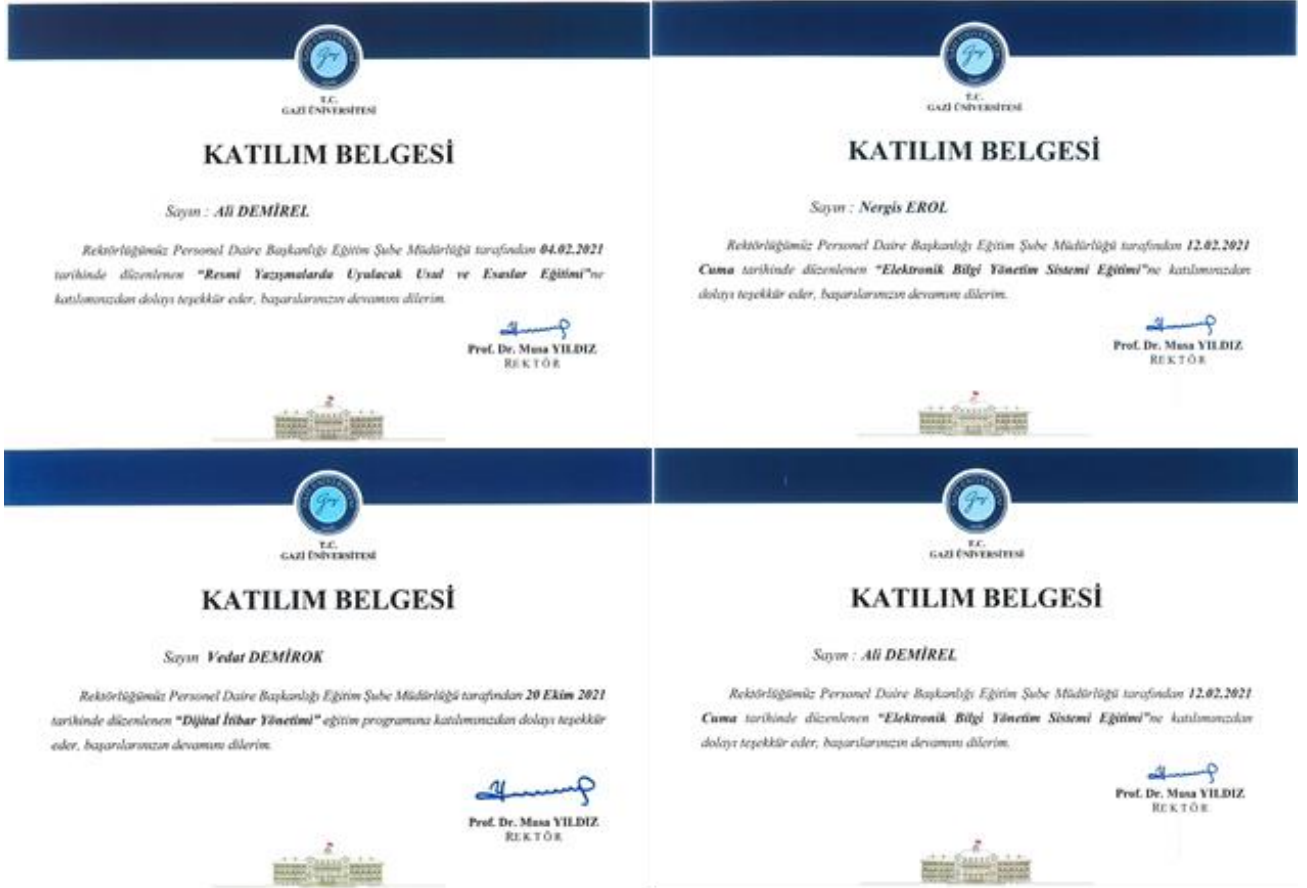 T.C.
GAZİ ÜNİVERSİTESİ
KATILIM BELGESİ
Sayın : Ali DEMİREL
Rektörlüğümüz Personel Daire Başkanlığı Eğitim Şube Müdürlüğü tarafından 04.02.2021
tarihinde düzenlenen “Resmi Yazışmalarda Uyulacak Usul ve Esaslar Eğitimi”ne
katılımınızdan dolayı teşekkür eder, başarılarınızın devamını dilerim.
Prof. Dr. Musa YILDIZ
REKTÖR
T.C.
GAZİ ÜNİVERSİTESİ
KATILIM BELGESİ
Sayın : Nergis EROL
Rektörlüğümüz Personel Daire Başkanlığı Eğitim Şube Müdürlüğü tarafından 12.02.2021
Cuma tarihinde düzenlenen “Elektronik Bilgi Yönetim Sistemi Eğitimi”ne katılımınızdan
dolayı teşekkür eder, başarılarınızın devamını dilerim.
Prof. Dr. Musa YILDIZ
REKTÖR
T.C.
GAZİ ÜNİVERSİTESİ
KATILIM BELGESİ
Sayın Vedat DEMİROK
Rektörlüğümüz Personel Daire Başkanlığı Eğitim Şube Müdürlüğü tarafından 20 Ekim 2021
tarihinde düzenlenen “Dijital İtibar Yönetimi” eğitim programına katılımınızdan dolayı teşekkür
eder, başarılarınızın devamını dilerim.
Prof. Dr. Musa YILDIZ
REKTÖR
T.C.
GAZİ ÜNİVERSİTESİ
KATILIM BELGESİ
Sayın : Ali DEMİREL
Rektörlüğümüz Personel Daire Başkanlığı Eğitim Şube Müdürlüğü tarafından 12.02.2021
Cuma tarihinde düzenlenen “Elektronik Bilgi Yönetim Sistemi Eğitimi”ne katılımınızdan
dolayı teşekkür eder, başarılarınızın devamını dilerim.
Prof. Dr. Musa YILDIZ
REKTÖR